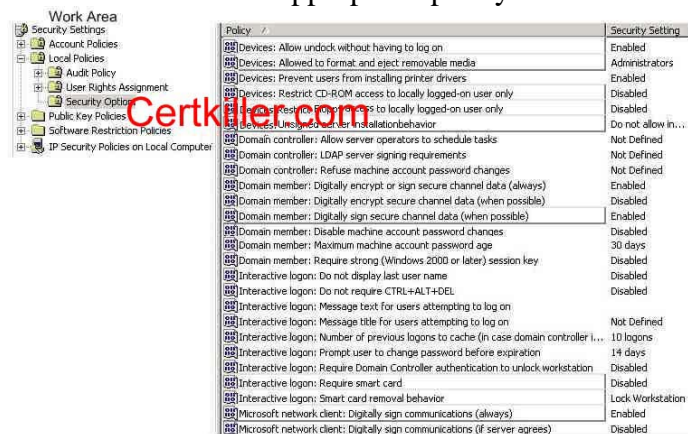 Work Area
Security Settings
Account Policies
Local Policies
Audit Policy
User Rights Assignment
Security Option
Public Key Policies
Software Restriction Policies
IP Security Policies on Local Computer
Certkiller.com
Policy Security Setting
Devices: Allow undock without having to log on Enabled
Devices: Allowed to format and eject removable media Administrators
Devices: Prevent users from installing printer drivers Enabled
Devices: Restrict CD-ROM access to locally logged-on user only Disabled
Devices: Restrict access to locally logged-on user only Disabled
Devices: Unsigned installationbehavior Do not allow in...
Domain controller: Allow server operators to schedule tasks Not Defined
Domain controller: LDAP server signing requirements Not Defined
Domain controller: Refuse machine account password changes Not Defined
Domain member: Digitally encrypt or sign secure channel data (always) Enabled
Domain member: Digitally encrypt secure channel data (when possible) Disabled
Domain member: Digitally sign secure channel data (when possible) Enabled
Domain member: Disable machine account password changes Disabled
Domain member: Maximum machine account password age 30 days
Domain member: Require strong (Windows 2000 or later) session key Disabled
Interactive logon: Do not display last user name Disabled
Interactive logon: Do not require CTRL+ALT+DEL Disabled
Interactive logon: Message text for users attempting to log on
Interactive logon: Message title for users attempting to log on Not Defined
Interactive logon: Number of previous logons to cache (in case domain controller i... 10 logons
Interactive logon: Prompt user to change password before expiration 14 days
Interactive logon: Require Domain Controller authentication to unlock workstation Disabled
Interactive logon: Require smart card Disabled
Interactive logon: Smart card removal behavior Lock Workstation
Microsoft network client: Digitally sign communications (always) Enabled
Microsoft network client: Digitally sign communications (if server agrees) Disabled